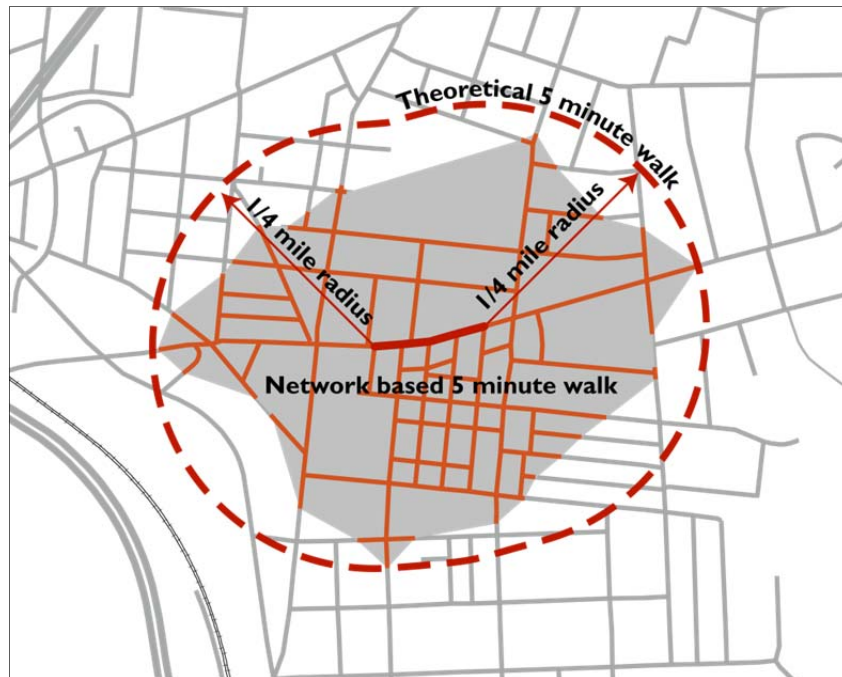 Theoretical 5 minute walk
1/4 mile radius
1/4 mile radius
Network based 5 minute walk